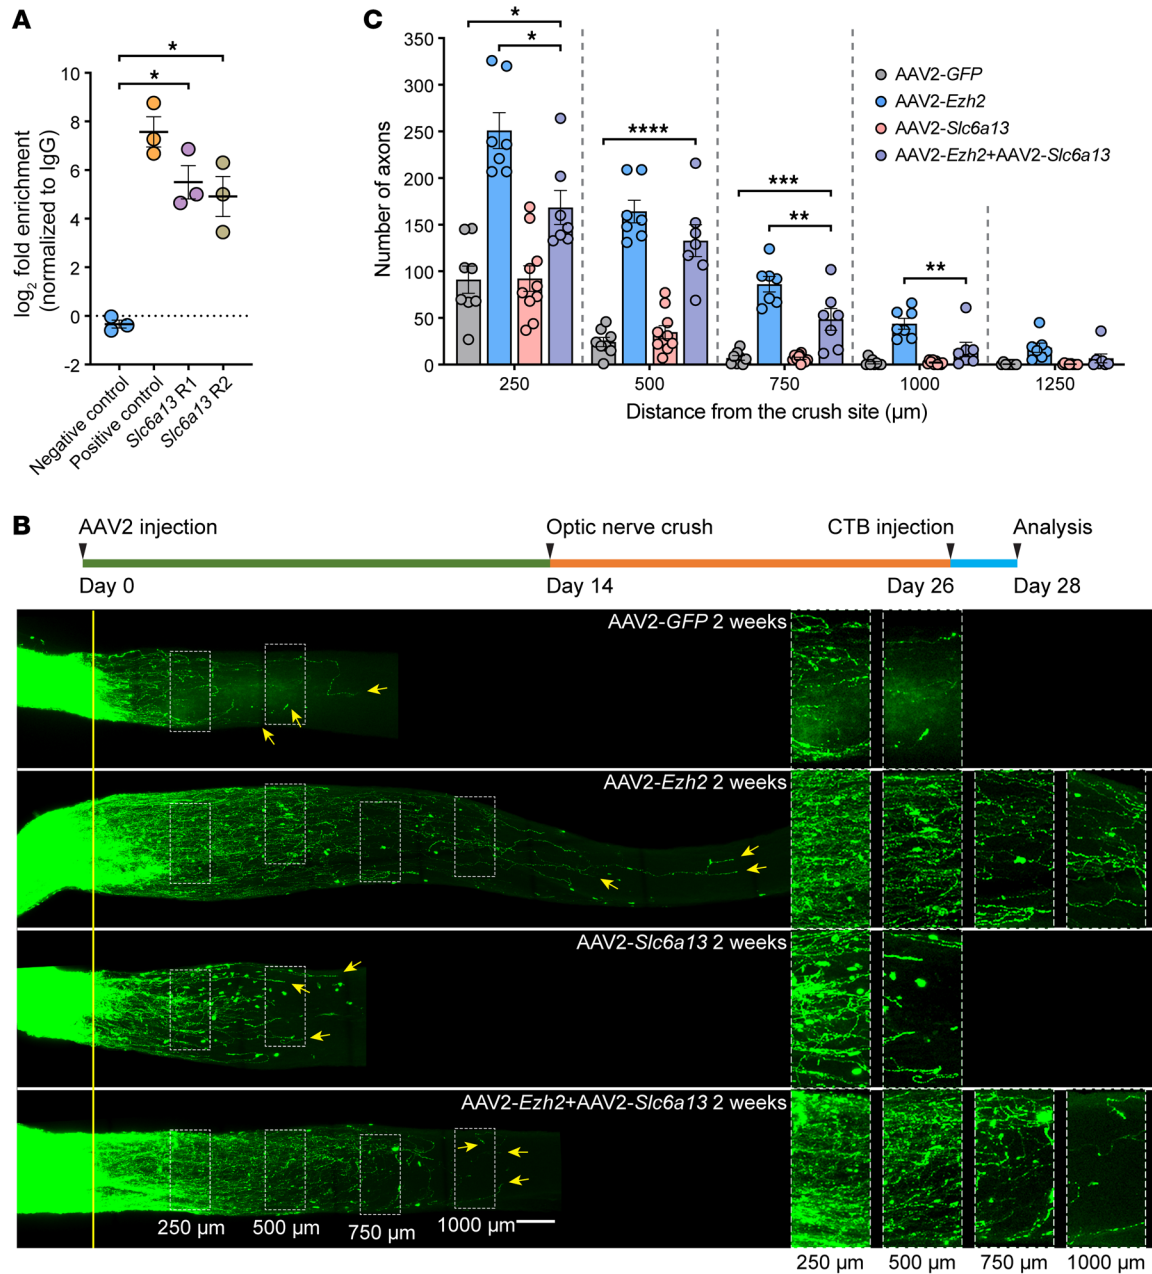 A
*
*
log2 fold enrichment
(normalized to IgG)
10
8
6
4
2
0
-2
Negative control
Positive control
Slc6a13 R1
Slc6a13 R2
C
*
*
****
***
**
**
Number of axons
350
300
250
200
150
100
50
0
AAV2-GFP
AAV2-Ezh2
AAV2-Slc6a13
AAV2-Ezh2+AAV2-Slc6a13
250 500 750 1000 1250
Distance from the crush site (µm)
B
AAV2 injection Optic nerve crush CTB injection Analysis
Day 0 Day 14 Day 26 Day 28
AAV2-GFP 2 weeks
AAV2-Ezh2 2 weeks
AAV2-Slc6a13 2 weeks
AAV2-Ezh2+AAV2-Slc6a13 2 weeks
250 µm 500 µm 750 µm 1000 µm
250 µm 500 µm 750 µm 1000 µm